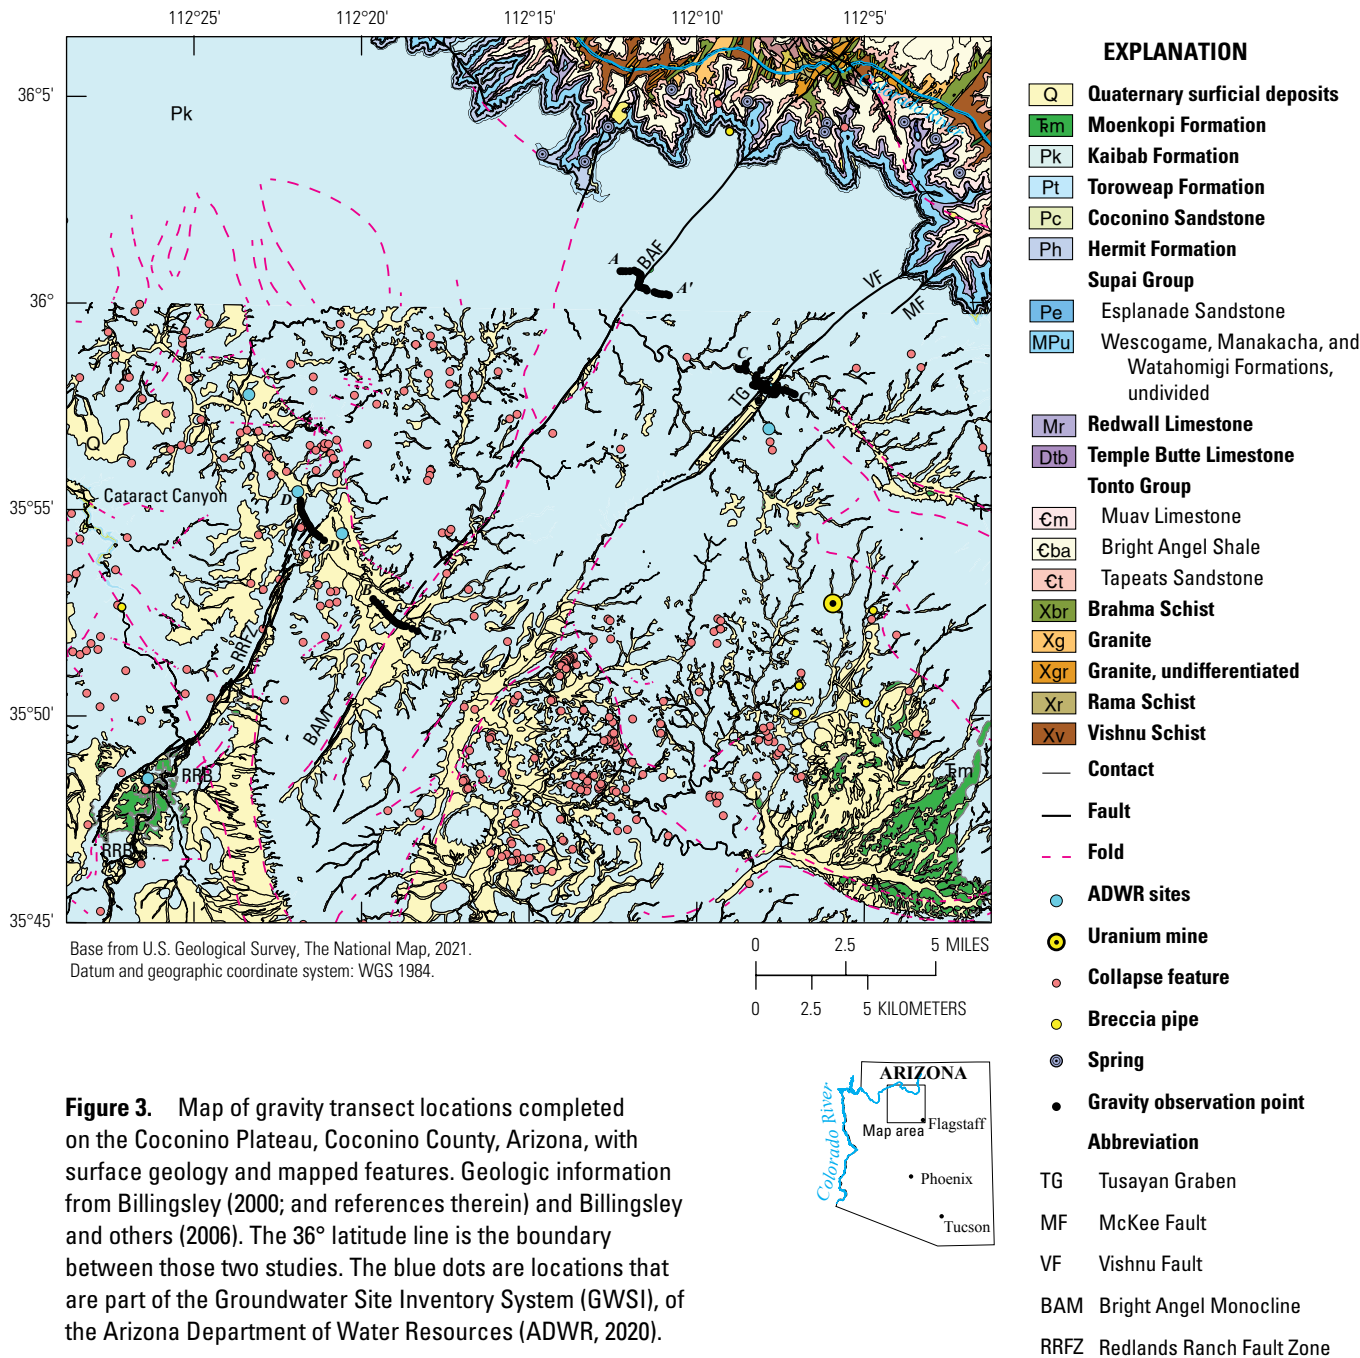 112°25'
112°20'
112°15'
112°10'
112°5'
36°5'
36°
35°55'
35°50'
35°45'
Pk
Colorado River
A
BAF
A'
VF
MF
C
C'
TG
Q
Cataract Canyon
D
D'
B
B'
RRFZ
BAM
RRB
RRB
Base from U.S. Geological Survey, The National Map, 2021.
Datum and geographic coordinate system: WGS 1984.
0 2.5 5 MILES
0 2.5 5 KILOMETERS
EXPLANATION
Q Quaternary surficial deposits
Ꞃm Moenkopi Formation
Pk Kaibab Formation
Pt Toroweap Formation
Pc Coconino Sandstone
Ph Hermit Formation
Supai Group
Pe Esplanade Sandstone
MPu Wescogame, Manakacha, and
Watahomigi Formations,
undivided
Mr Redwall Limestone
Dtb Temple Butte Limestone
Tonto Group
Єm Muav Limestone
Єba Bright Angel Shale
Єt Tapeats Sandstone
Xbr Brahma Schist
Xg Granite
Xgr Granite, undifferentiated
Xr Rama Schist
Xv Vishnu Schist
Contact
Fault
Fold
ADWR sites
Uranium mine
Collapse feature
Breccia pipe
Spring
Gravity observation point
Abbreviation
TG Tusayan Graben
MF McKee Fault
VF Vishnu Fault
BAM Bright Angel Monocline
RRFZ Redlands Ranch Fault Zone
ARIZONA
Colorado River
Map area
Flagstaff
Phoenix
Tucson
Figure 3. Map of gravity transect locations completed
on the Coconino Plateau, Coconino County, Arizona, with
surface geology and mapped features. Geologic information
from Billingsley (2000; and references therein) and Billingsley
and others (2006). The 36° latitude line is the boundary
between those two studies. The blue dots are locations that
are part of the Groundwater Site Inventory System (GWSI), of
the Arizona Department of Water Resources (ADWR, 2020).